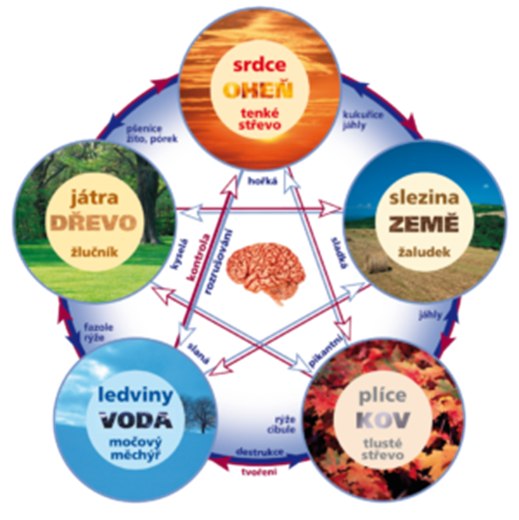 srdce
OHEŇ
tenké
střevo
pšenice
žito, pórek
kukuřice
jáhly
hořká
játra
DŘEVO
žlučník
slezina
ZEMĚ
žaludek
kyselá
kontrola
rozrušování
sladká
fazole
rýže
slaná
pikantní
jáhly
ledviny
VODA
močový
měchýř
plíce
KOV
tlusté
střevo
rýže
cibule
destrukce
tvoření